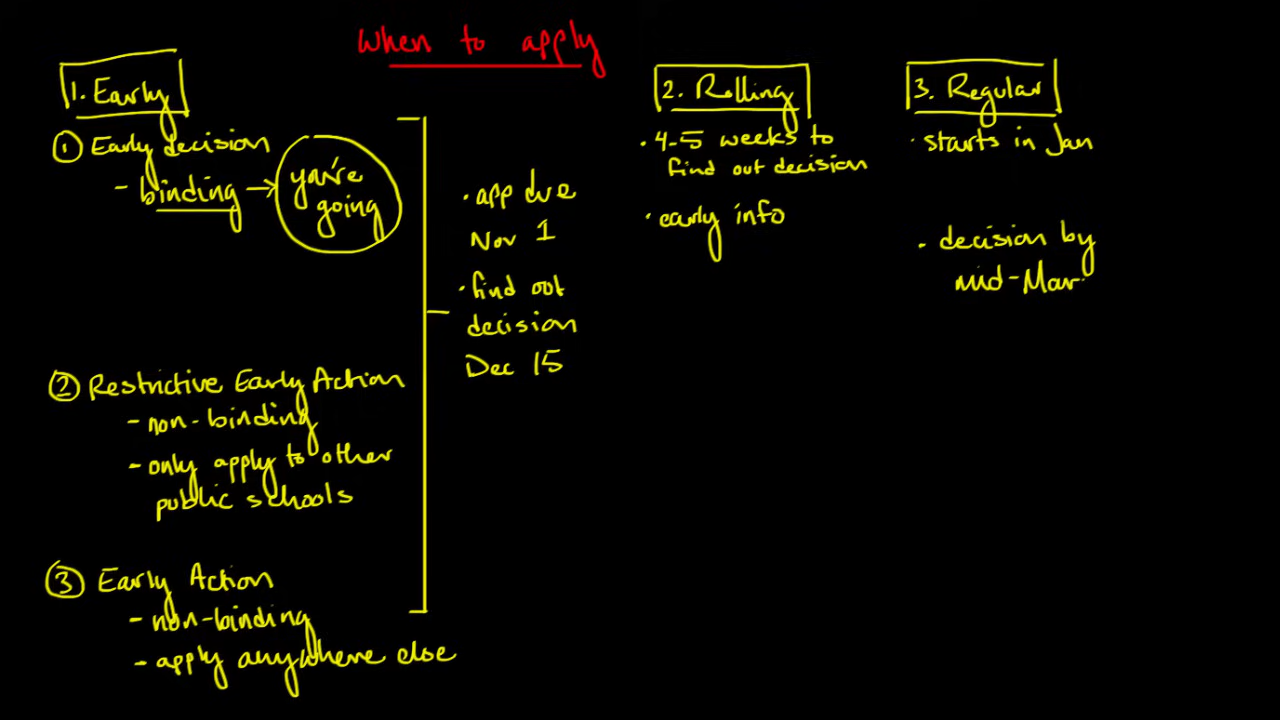 When to apply
1. Early
① Early decision
- binding → you're
going
② Restrictive Early Action
- non-binding
- only apply to other
public schools
③ Early Action
- non-binding
- apply anywhere else
· app due
Nov 1
· find out
decision
Dec 15
2. Rolling
· 4-5 weeks to
find out decision
· early info
3. Regular
· starts in Jan
· decision by
mid-Mar